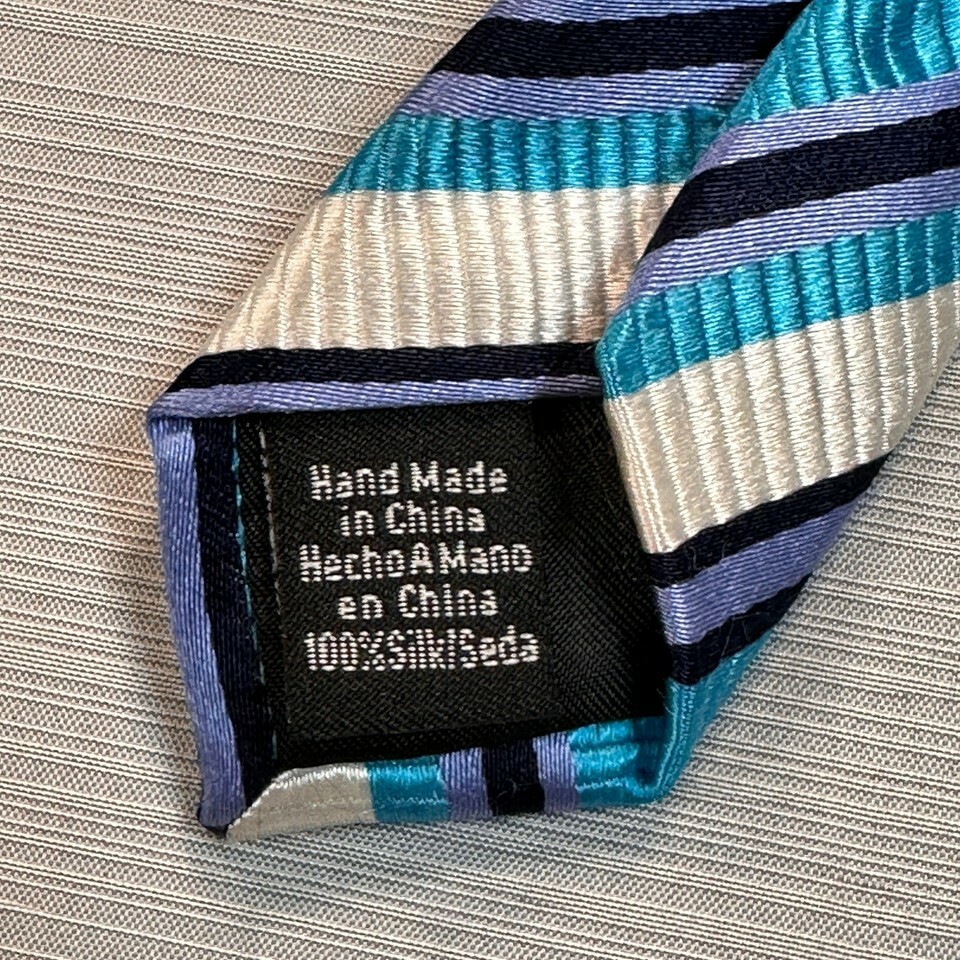 Hand Made
in China
Hecho A Mano
en China
100%Silk|Seda